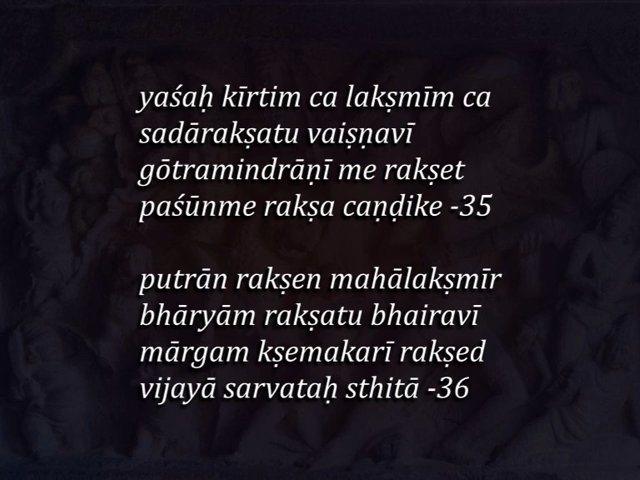 yaśaḥ kīrtim ca lakṣmīm ca
sadārakṣatu vaiṣṇavī
gōtramindrāṇī me rakṣet
paśūnme rakṣa caṇḍike -35
putrān rakṣen mahālakṣmīr
bhāryām rakṣatu bhairavī
mārgam kṣemakarī rakṣed
vijayā sarvataḥ sthitā -36